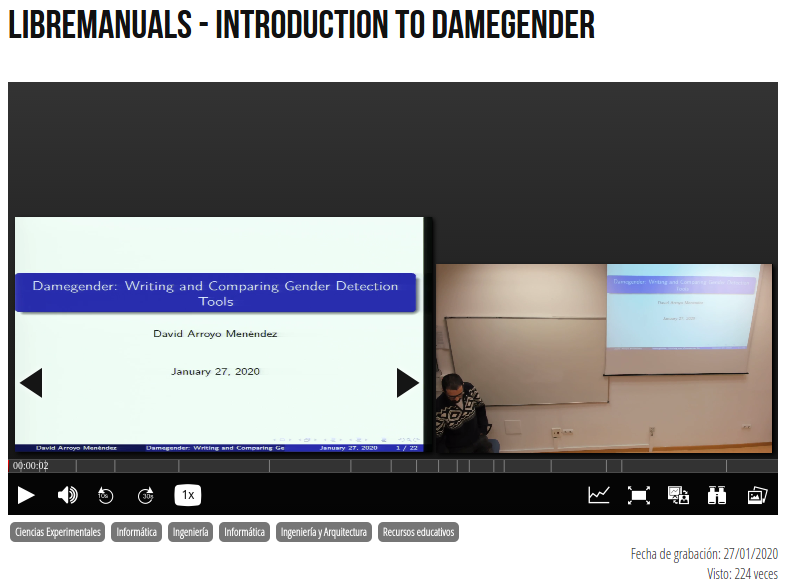 LIBREMANUALS - INTRODUCTION TO DAMEGENDER
Damegender: Writing and Comparing Gender Detection
Tools
David Arroyo Menéndez
January 27, 2020
David Arroyo Menéndez Damegender: Writing and Comparing Ge January 27, 2020 1 / 22
Damegender: Writing and Comparing Gender Detection
Tools
David Arroyo Menéndez
January 27, 2020
00:00:02
10s 30s 1x
Ciencias Experimentales Informática Ingeniería Informática Ingeniería y Arquitectura Recursos educativos
Fecha de grabación: 27/01/2020
Visto: 224 veces